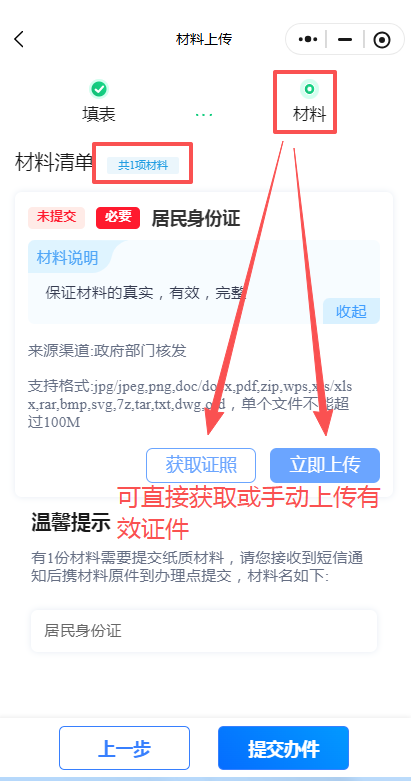 材料上传
填表
材料
材料清单 共1项材料
未提交 必要 居民身份证
材料说明
保证材料的真实，有效，完整
收起
来源渠道:政府部门核发
支持格式:jpg/jpeg,png,doc/docx,pdf,zip,wps,xls/xls
x,rar,bmp,svg,7z,tar,txt,dwg,ofd，单个文件不能超
过100M
获取证照 立即上传
可直接获取或手动上传有
效证件
温馨提示
有1份材料需要提交纸质材料，请您接收到短信通
知后携材料原件到办理点提交，材料名如下:
居民身份证
上一步 提交办件